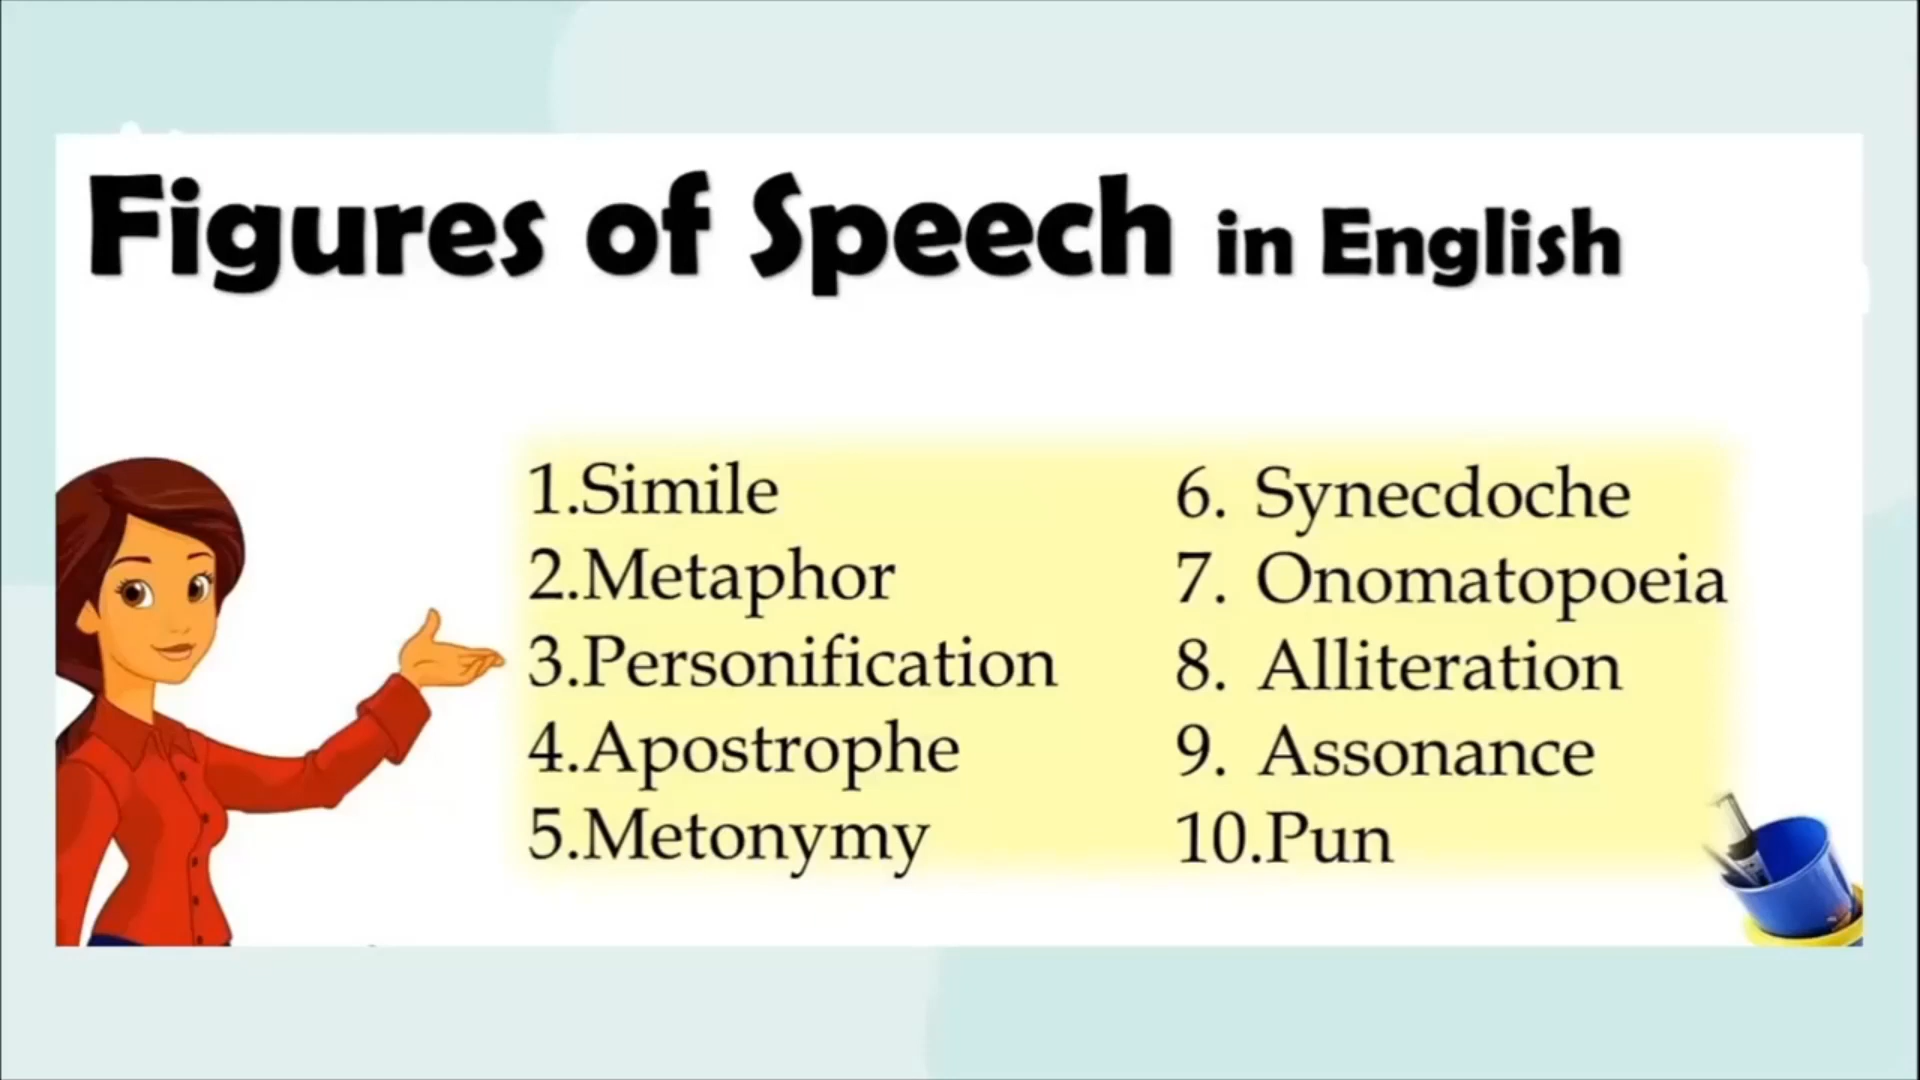 Figures of Speech in English
1.Simile
2.Metaphor
3.Personification
4.Apostrophe
5.Metonymy
6. Synecdoche
7. Onomatopoeia
8. Alliteration
9. Assonance
10.Pun